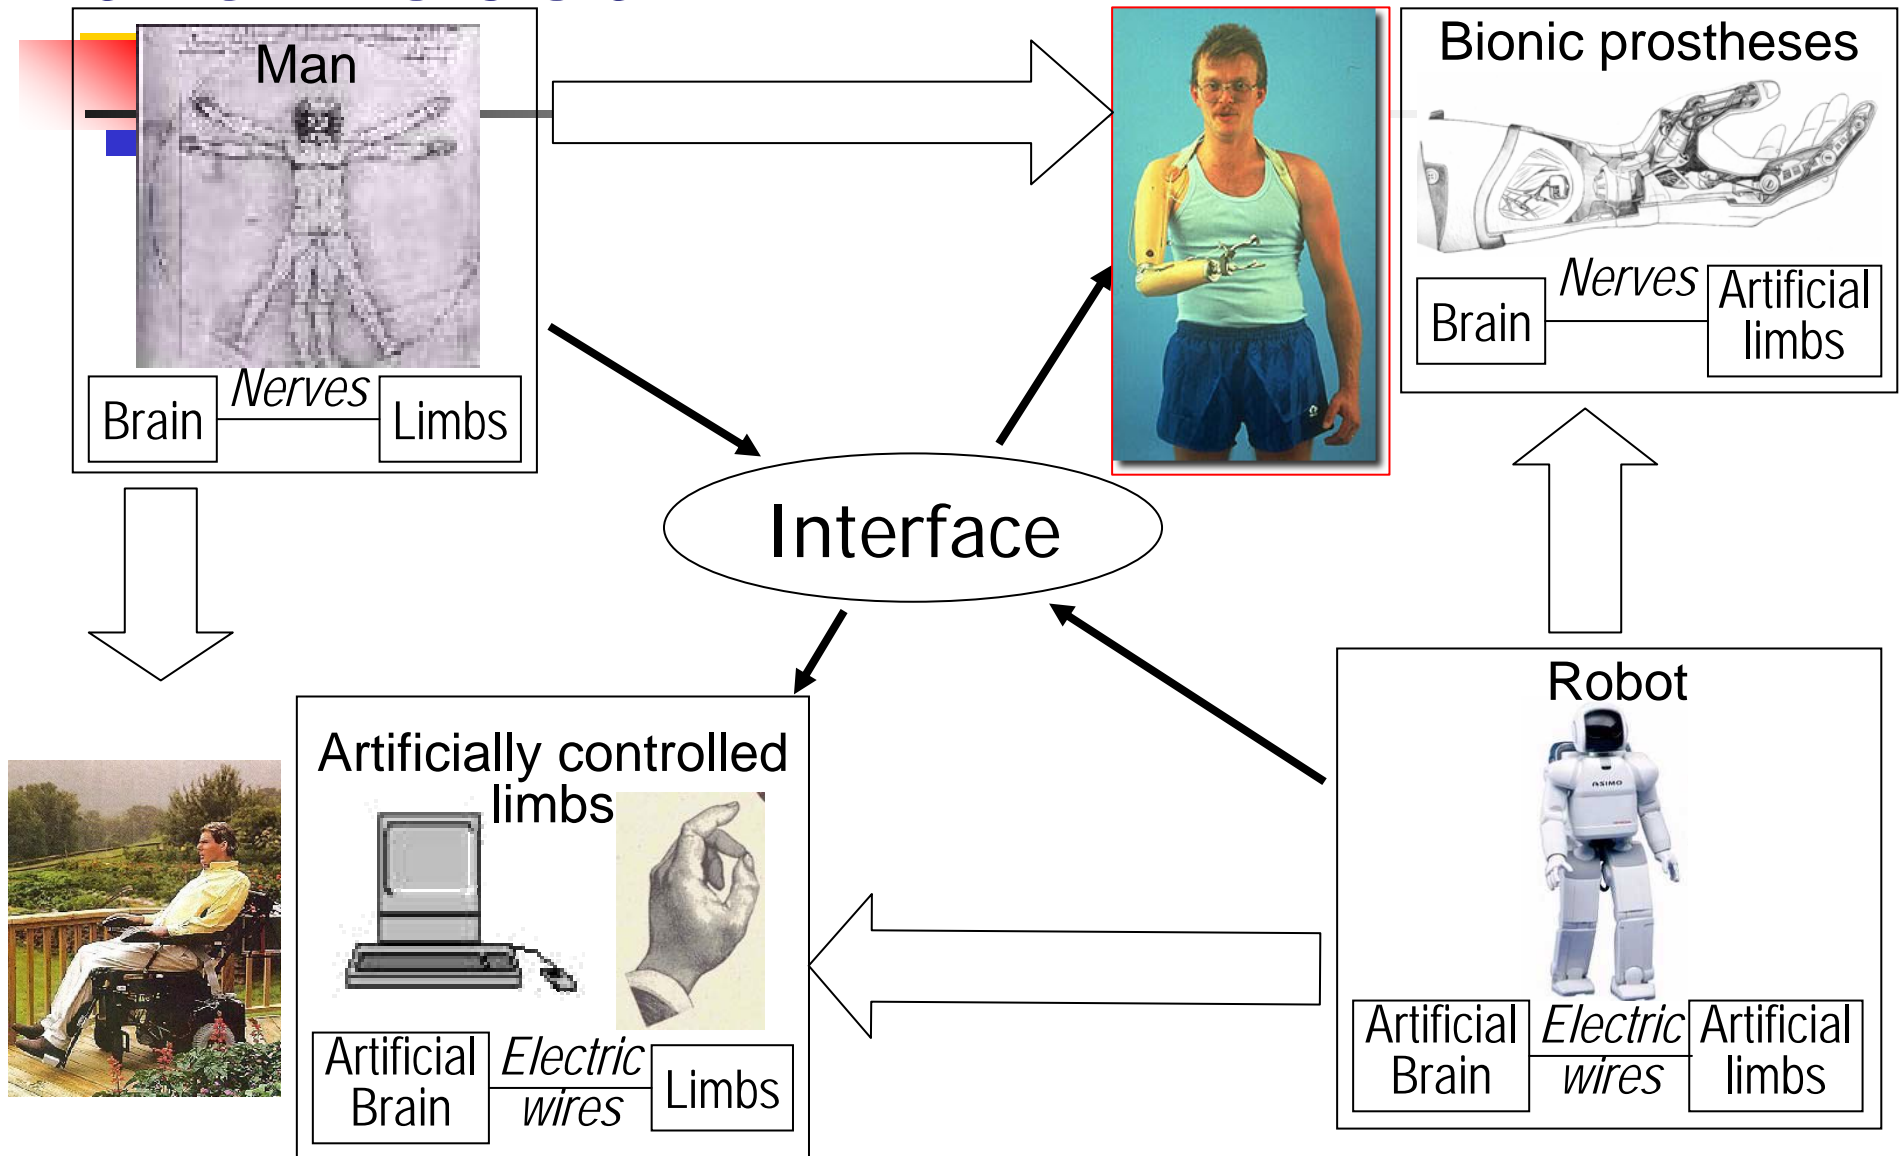 Man
Nerves
Brain
Limbs
Bionic prostheses
Nerves
Brain
Artificial
limbs
Interface
Artificially controlled
limbs
Artificial
Brain
Electric
wires
Limbs
Robot
ASIMO
Artificial
Brain
Electric
wires
Artificial
limbs